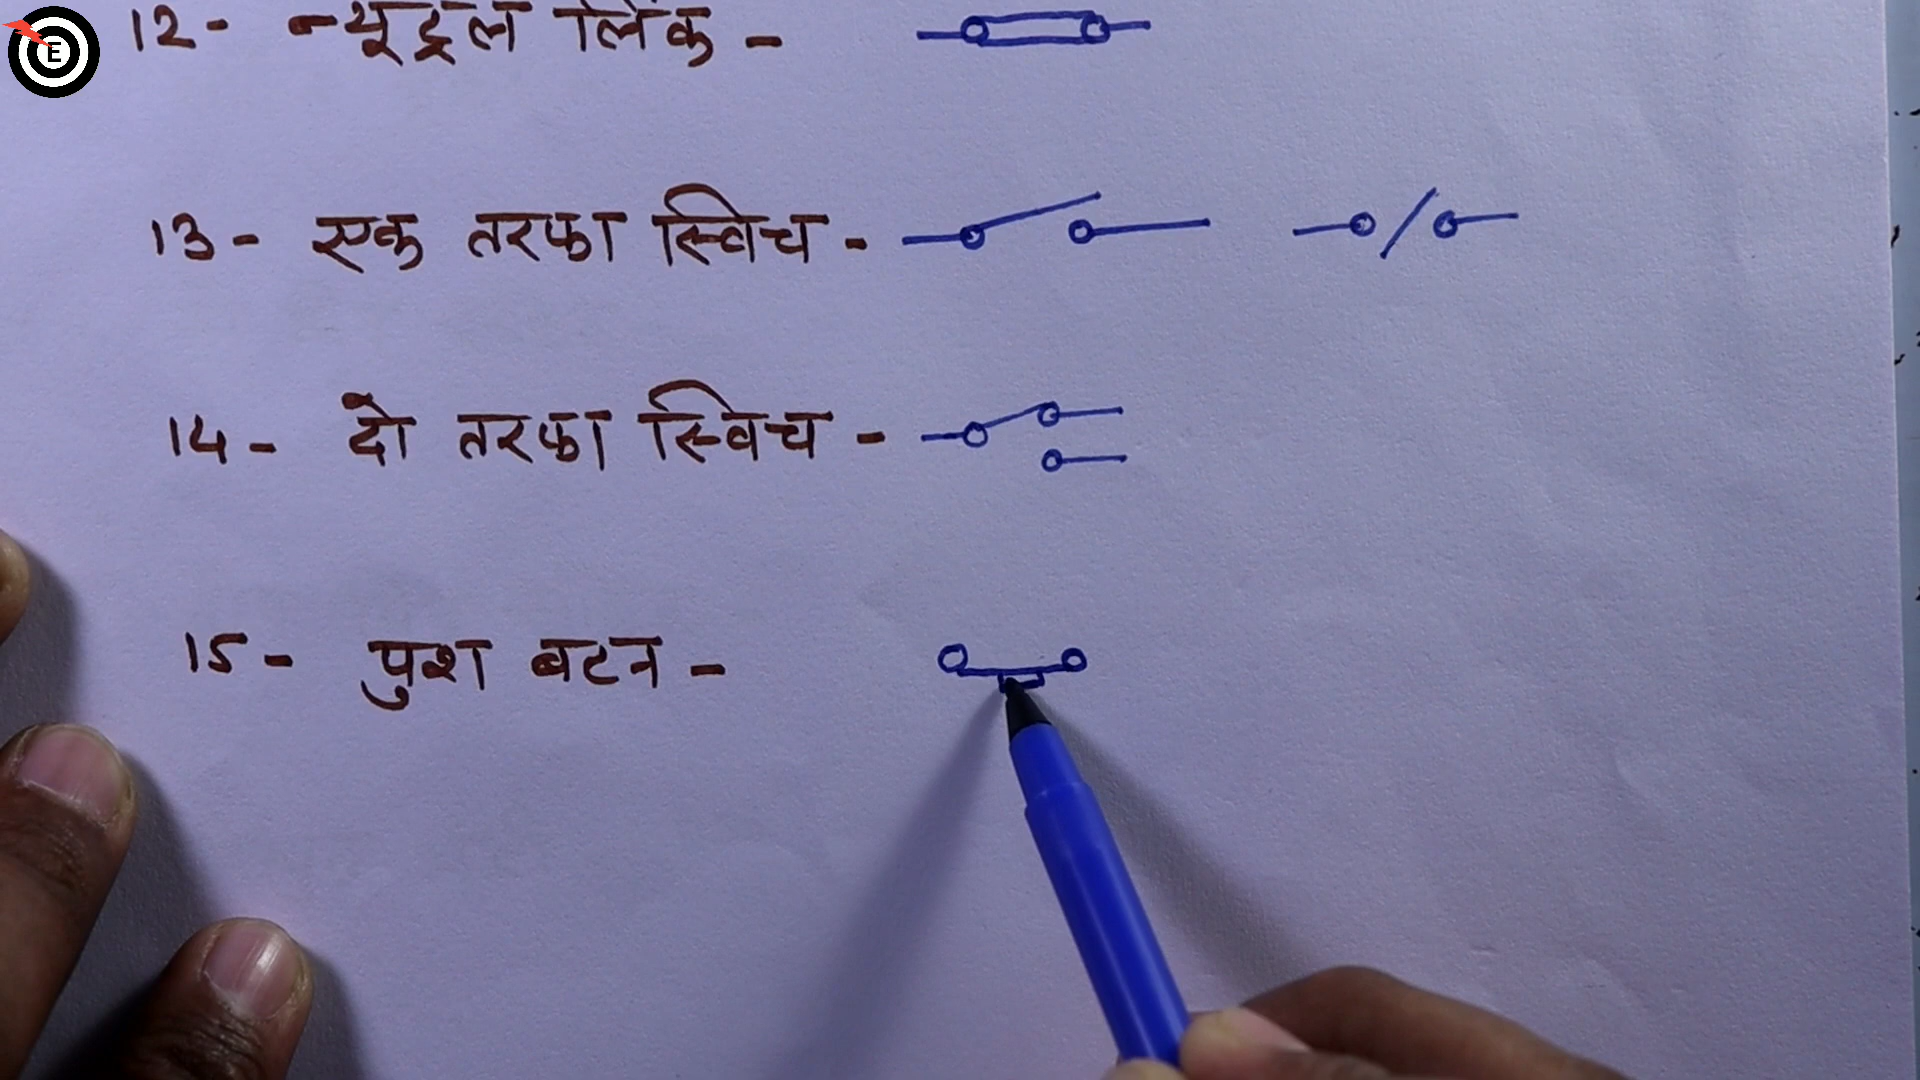 12- न्यूट्रल लिंक -
13- एक तरफा स्विच -
14- दो तरफा स्विच -
15- पुश बटन -
E